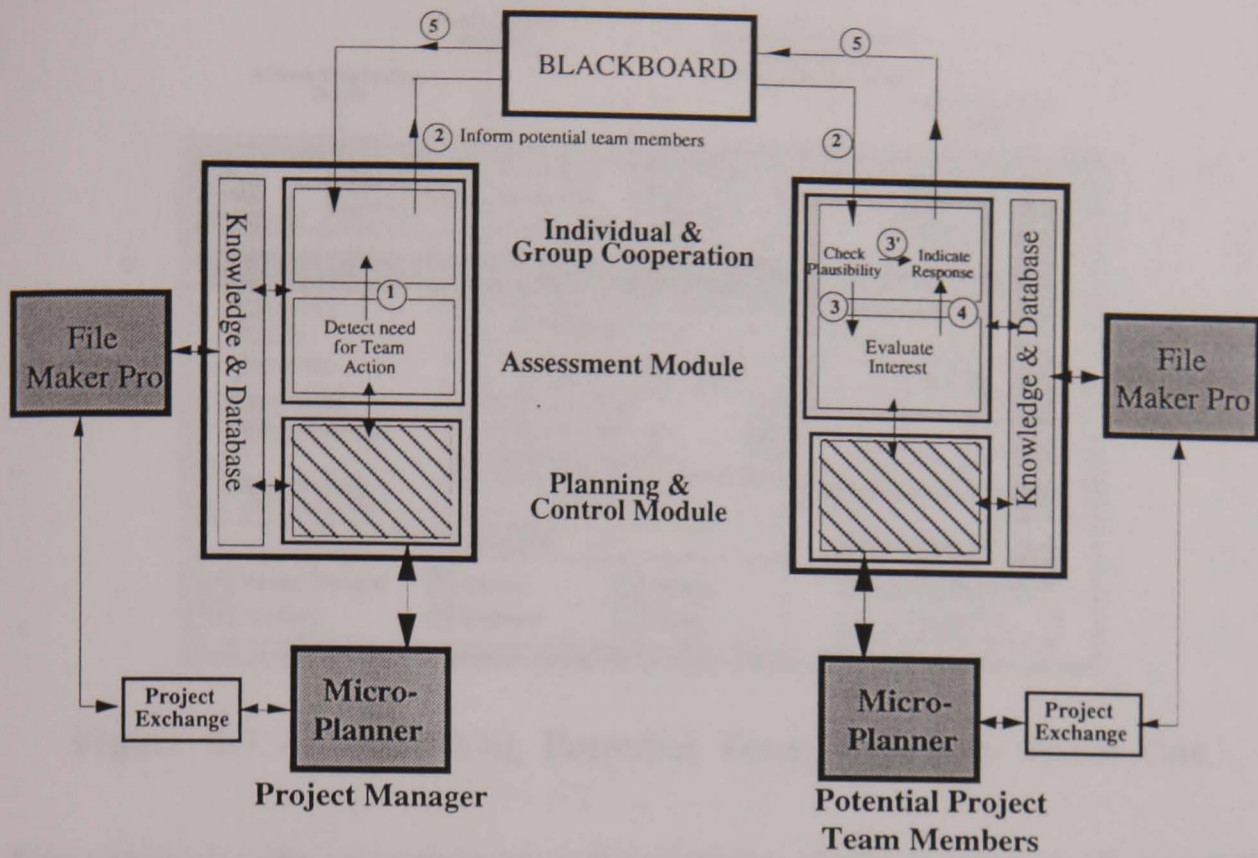 5
5
BLACKBOARD
2 Inform potential team members
2
Individual &
Group Cooperation
Knowledge & Database
1
Detect need
for Team
Action
Check
Plausibility
3'
Indicate
Response
3
4
Evaluate
Interest
Knowledge & Database
File
Maker Pro
File
Maker Pro
Assessment Module
Planning &
Control Module
Project
Exchange
Micro-
Planner
Project Manager
Micro-
Planner
Project
Exchange
Potential Project
Team Members